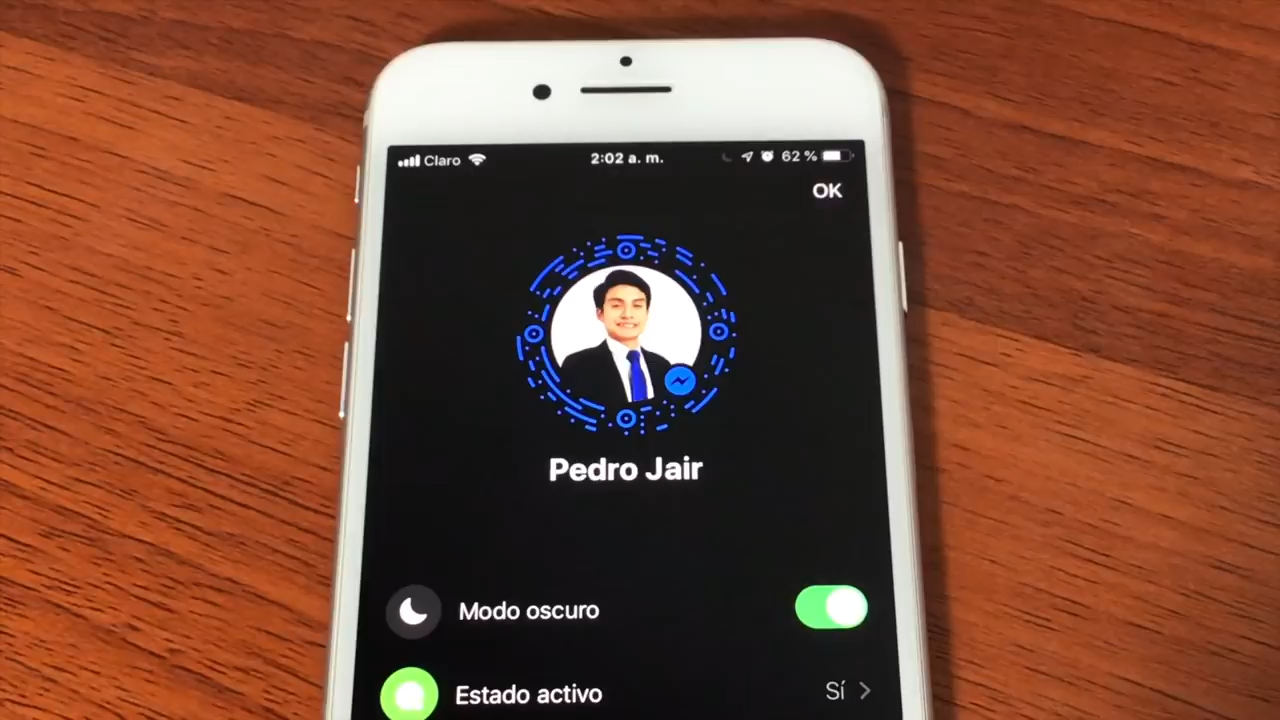 Claro 2:02 a. m. 62 %
OK
Pedro Jair
Modo oscuro
Estado activo Sí